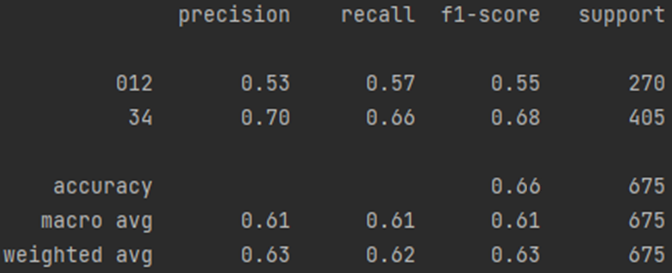 precision recall f1-score support
012 0.53 0.57 0.55 270
34 0.70 0.66 0.68 405
accuracy 0.66 675
macro avg 0.61 0.61 0.61 675
weighted avg 0.63 0.62 0.63 675